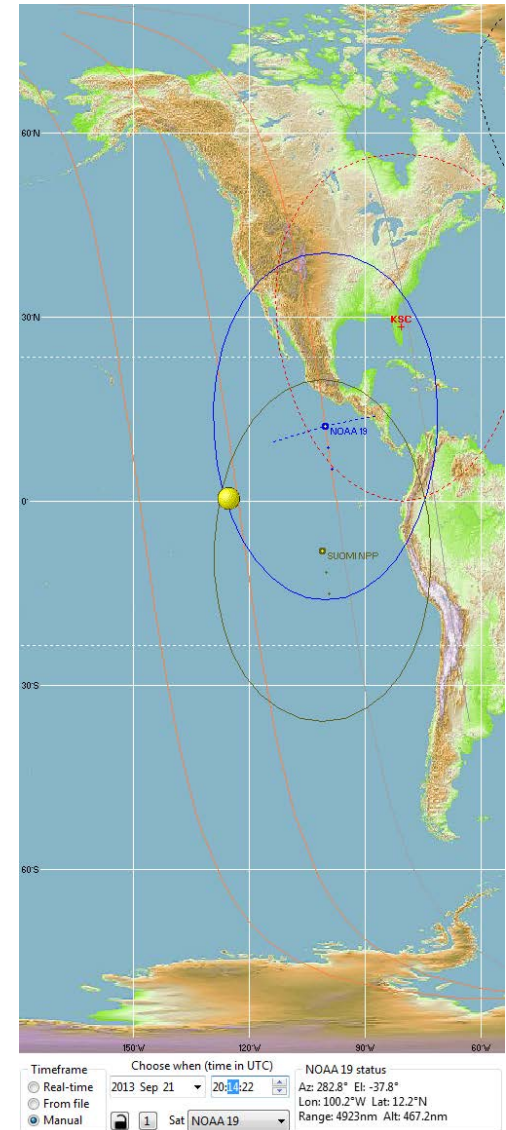 60°N
30°N
KSC
NOAA 19
0°
SUOMI NPP
30°S
60°S
150°W 120°W 90°W 60°W
Timeframe
Real-time
From file
Manual
Choose when (time in UTC)
2013 Sep 21 20:14:22
1 Sat NOAA 19
NOAA 19 status
Az: 282.8° El: -37.8°
Lon: 100.2°W Lat: 12.2°N
Range: 4923nm Alt: 467.2nm